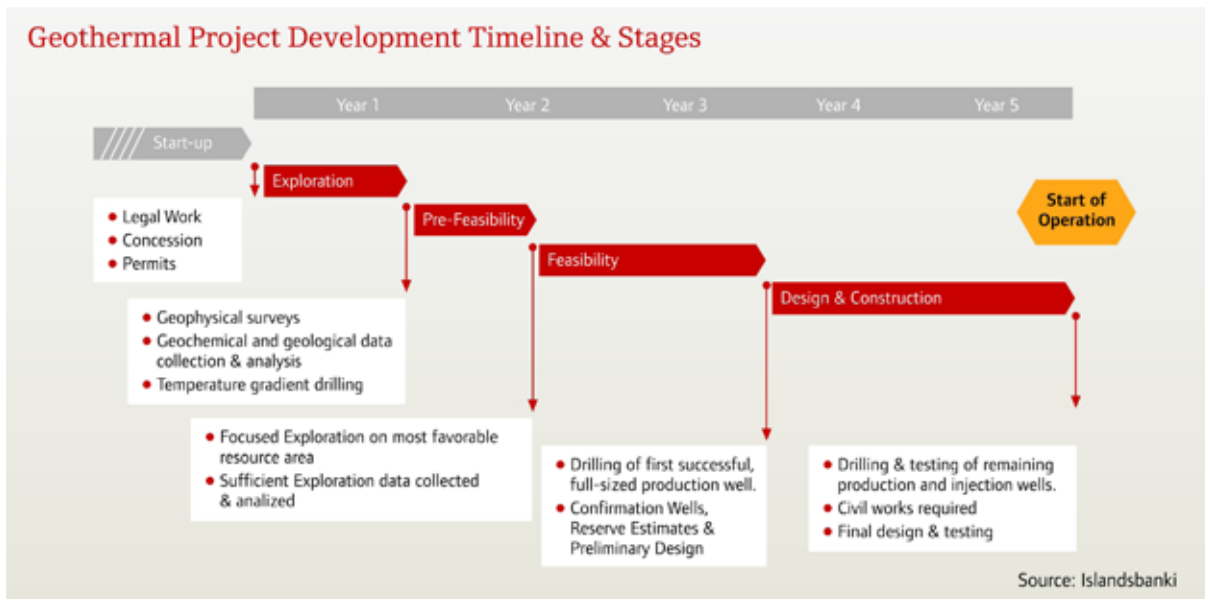 Geothermal Project Development Timeline & Stages
Year 1
Year 2
Year 3
Year 4
Year 5
Start-up
Exploration
Pre-Feasibility
Feasibility
Design & Construction
Start of
Operation
• Legal Work
• Concession
• Permits
• Geophysical surveys
• Geochemical and geological data
collection & analysis
• Temperature gradient drilling
• Focused Exploration on most favorable
resource area
• Sufficient Exploration data collected
& analized
• Drilling of first successful,
full-sized production well.
• Confirmation Wells,
Reserve Estimates &
Preliminary Design
• Drilling & testing of remaining
production and injection wells.
• Civil works required
• Final design & testing
Source: Islandsbanki